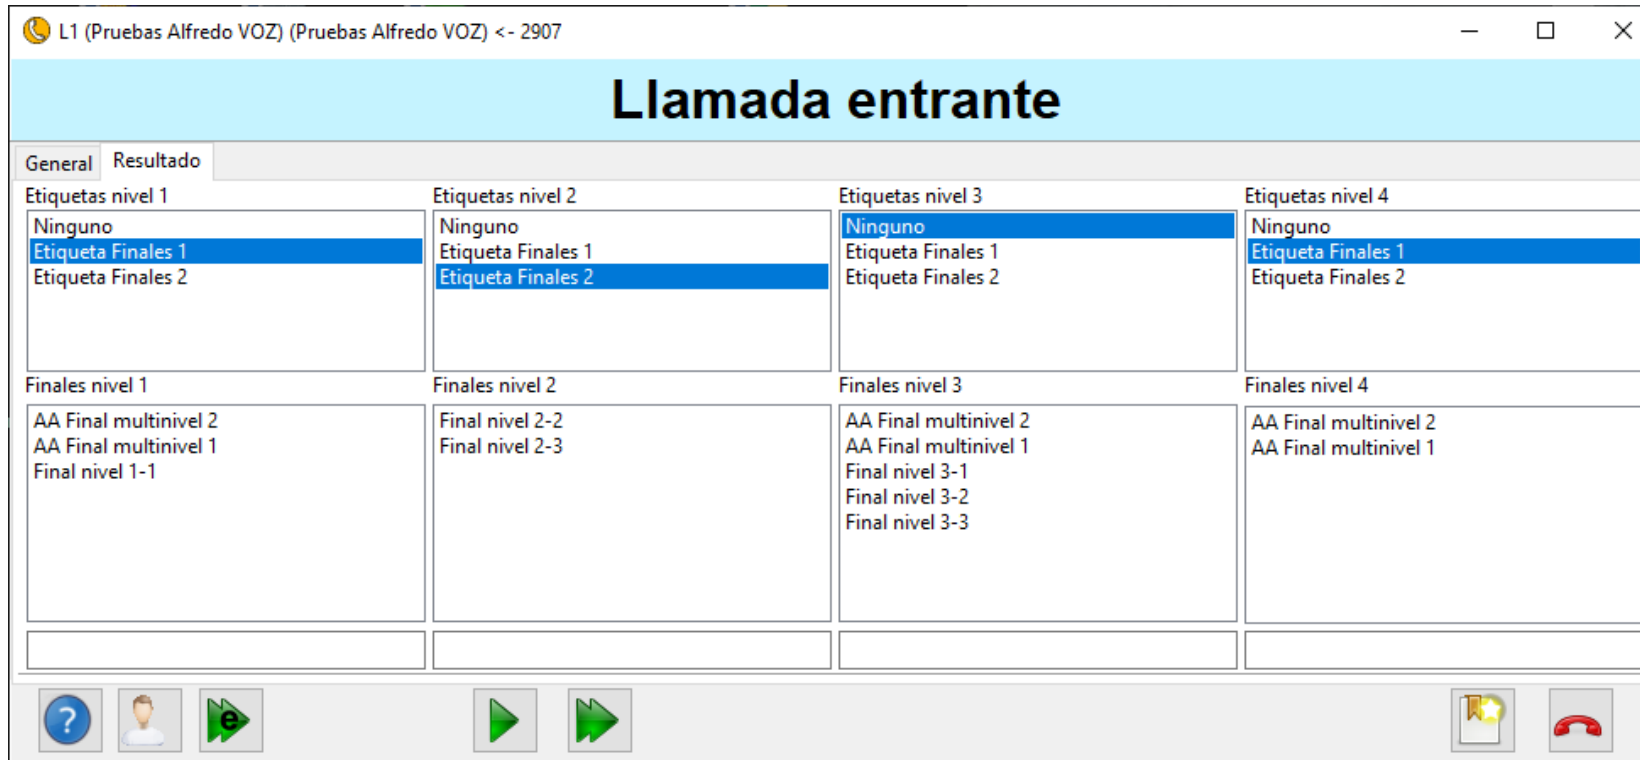 L1 (Pruebas Alfredo VOZ) (Pruebas Alfredo VOZ) <- 2907
Llamada entrante
General Resultado
Etiquetas nivel 1
Ninguno
Etiqueta Finales 1
Etiqueta Finales 2
Etiquetas nivel 2
Ninguno
Etiqueta Finales 1
Etiqueta Finales 2
Etiquetas nivel 3
Ninguno
Etiqueta Finales 1
Etiqueta Finales 2
Etiquetas nivel 4
Ninguno
Etiqueta Finales 1
Etiqueta Finales 2
Finales nivel 1
AA Final multinivel 2
AA Final multinivel 1
Final nivel 1-1
Finales nivel 2
Final nivel 2-2
Final nivel 2-3
Finales nivel 3
AA Final multinivel 2
AA Final multinivel 1
Final nivel 3-1
Final nivel 3-2
Final nivel 3-3
Finales nivel 4
AA Final multinivel 2
AA Final multinivel 1
?
e